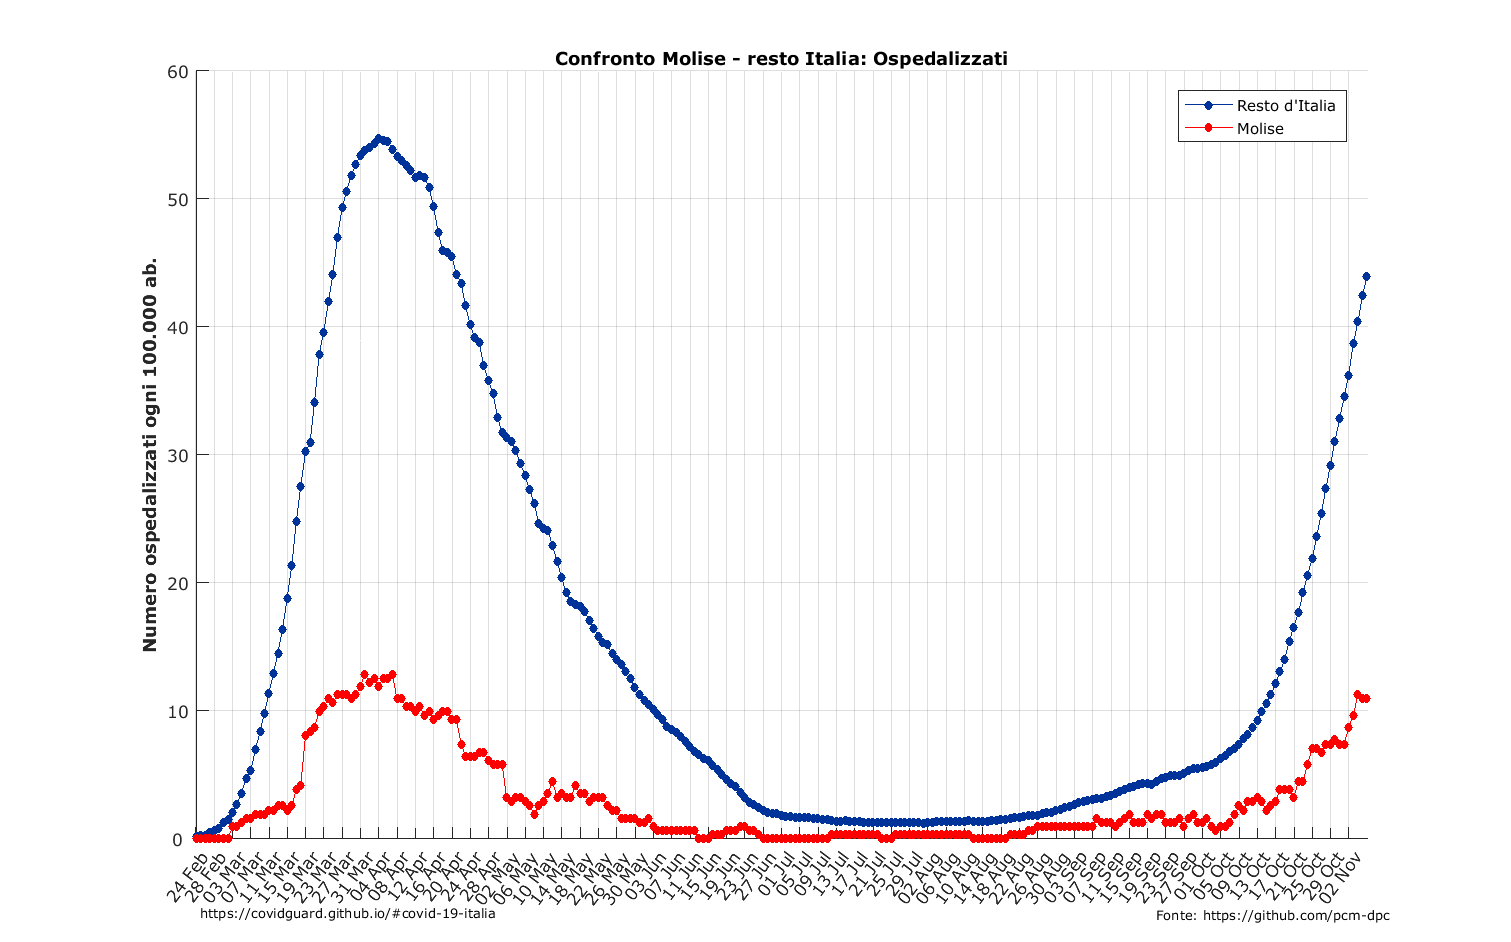 Confronto Molise - resto Italia: Ospedalizzati
Resto d'Italia
Molise
Numero ospedalizzati ogni 100.000 ab.
60
50
40
30
20
10
0
24 Feb
28 Feb
03 Mar
07 Mar
11 Mar
15 Mar
19 Mar
23 Mar
27 Mar
31 Mar
04 Apr
08 Apr
12 Apr
16 Apr
20 Apr
24 Apr
28 Apr
02 May
06 May
10 May
14 May
18 May
22 May
26 May
30 May
03 Jun
07 Jun
11 Jun
15 Jun
19 Jun
23 Jun
27 Jun
01 Jul
05 Jul
09 Jul
13 Jul
17 Jul
21 Jul
25 Jul
29 Jul
02 Aug
06 Aug
10 Aug
14 Aug
18 Aug
22 Aug
26 Aug
30 Aug
03 Sep
07 Sep
11 Sep
15 Sep
19 Sep
23 Sep
27 Sep
01 Oct
05 Oct
09 Oct
13 Oct
17 Oct
21 Oct
25 Oct
29 Oct
02 Nov
https://covidguard.github.io/#covid-19-italia
Fonte: https://github.com/pcm-dpc